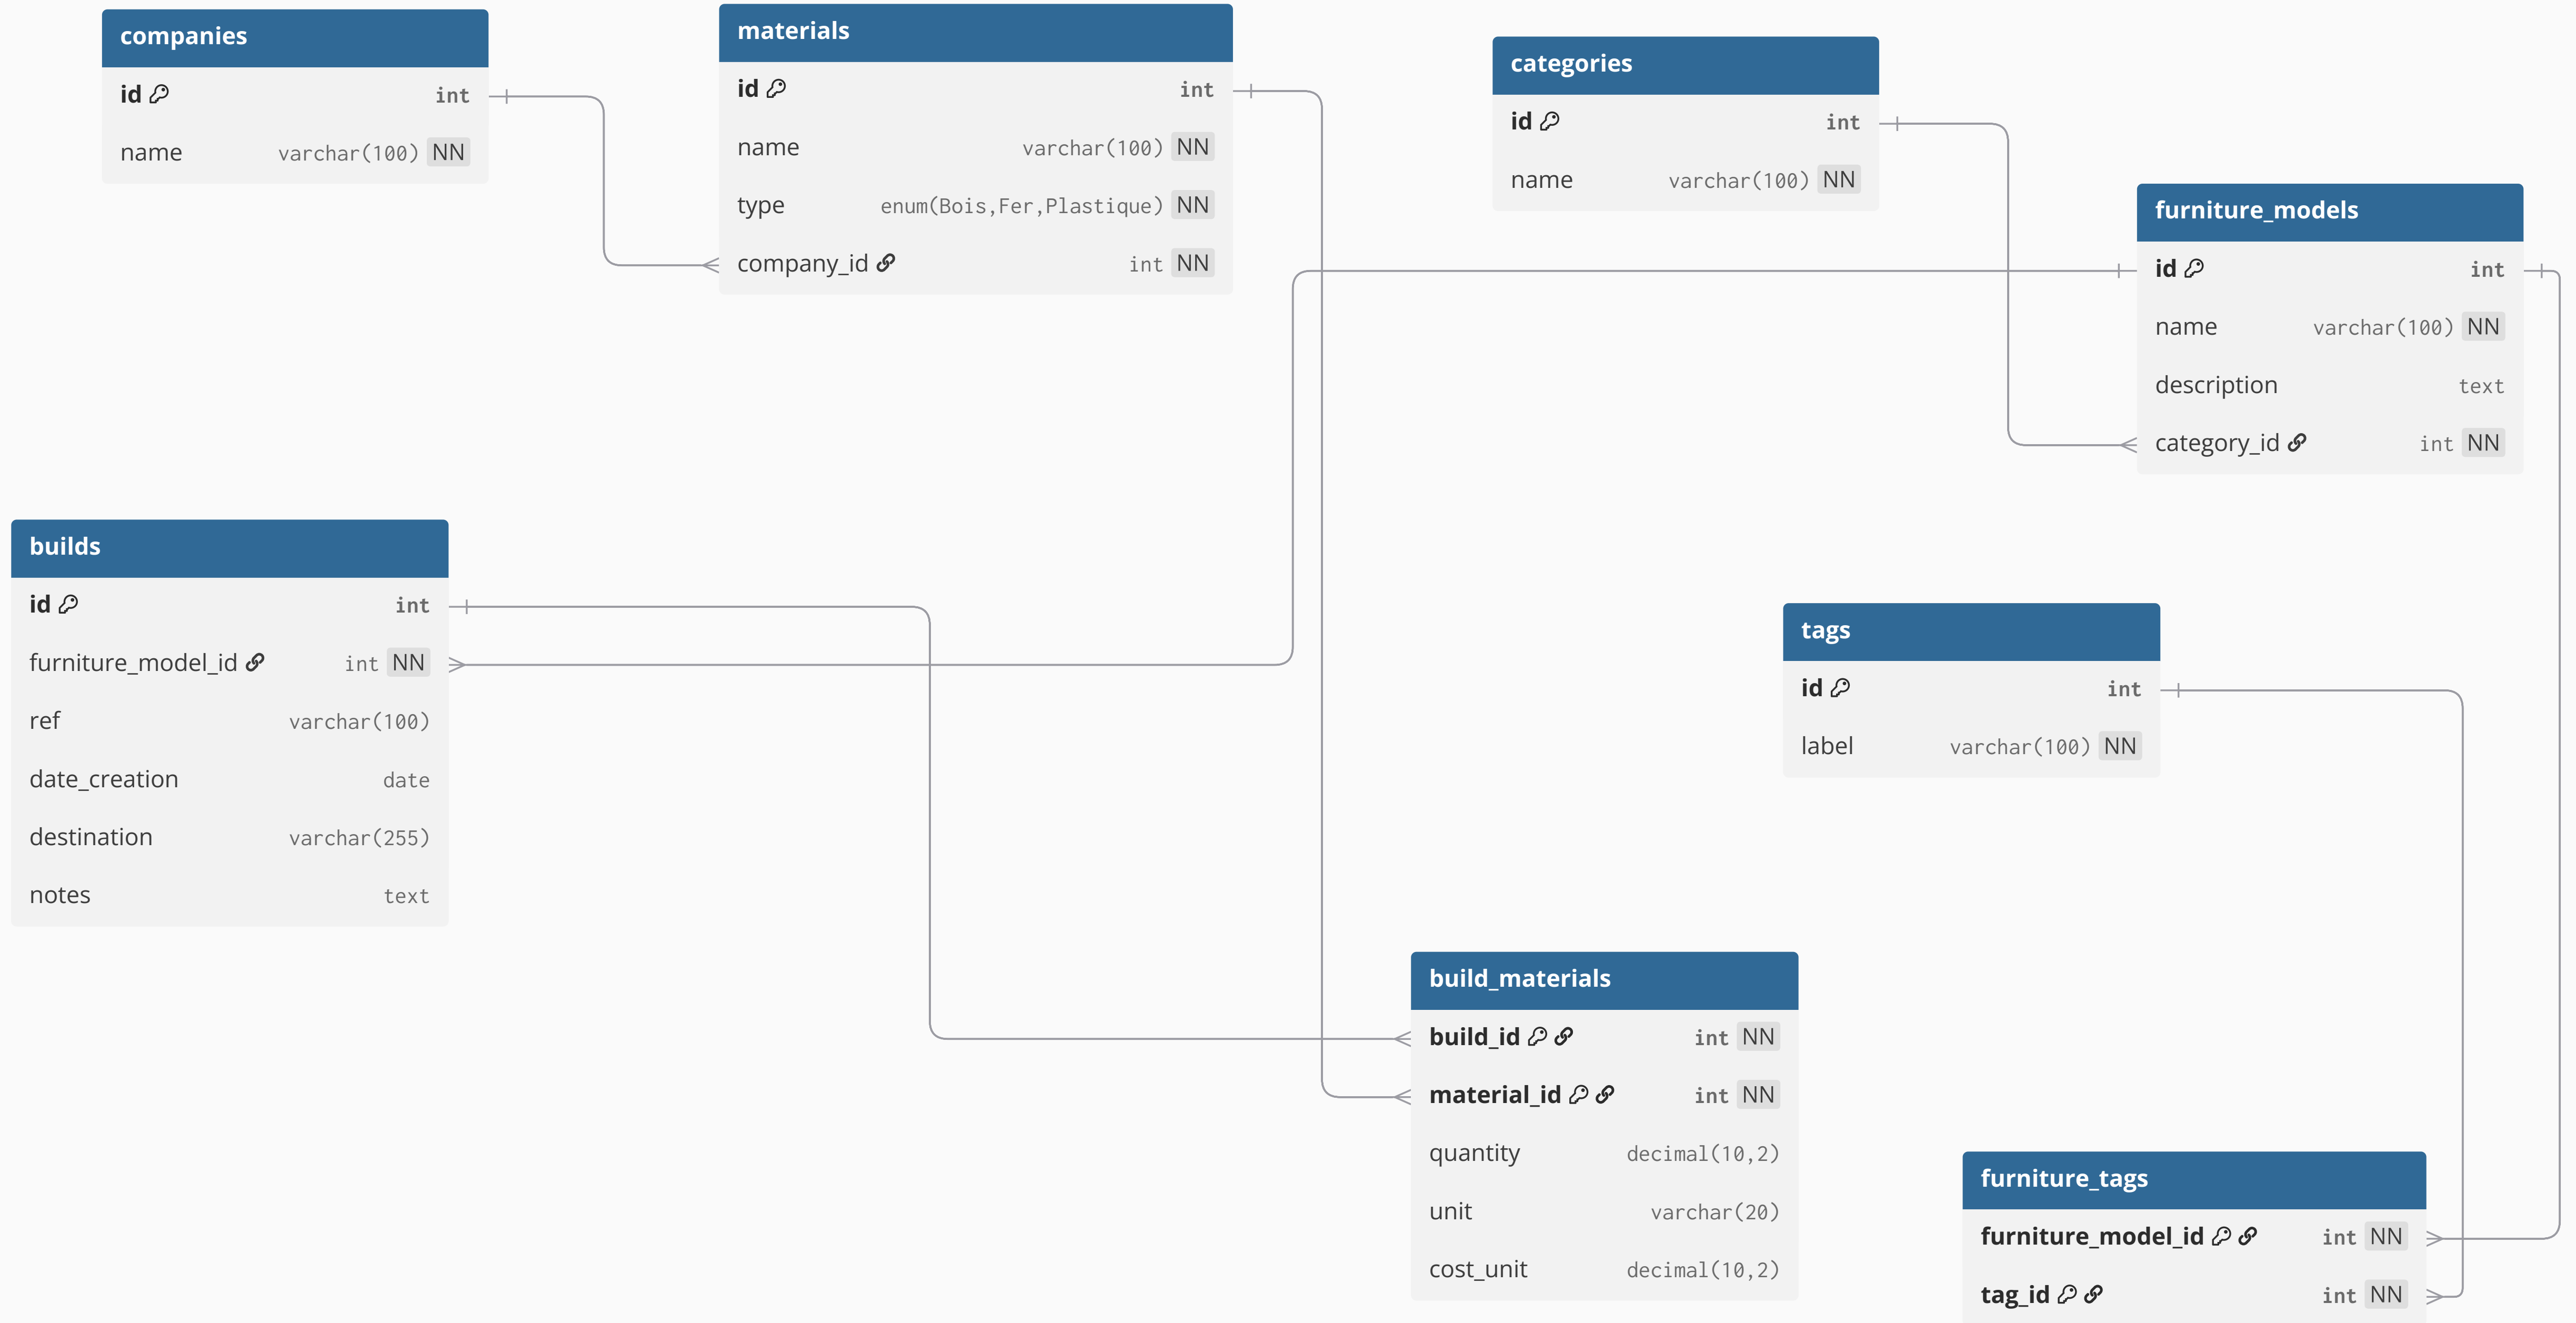 companies
id int
name varchar(100) NN
materials
id int
name varchar(100) NN
type enum(Bois,Fer,Plastique) NN
company_id int NN
categories
id int
name varchar(100) NN
furniture_models
id int
name varchar(100) NN
description text
category_id int NN
builds
id int
furniture_model_id int NN
ref varchar(100)
date_creation date
destination varchar(255)
notes text
tags
id int
label varchar(100) NN
build_materials
build_id int NN
material_id int NN
quantity decimal(10,2)
unit varchar(20)
cost_unit decimal(10,2)
furniture_tags
furniture_model_id int NN
tag_id int NN